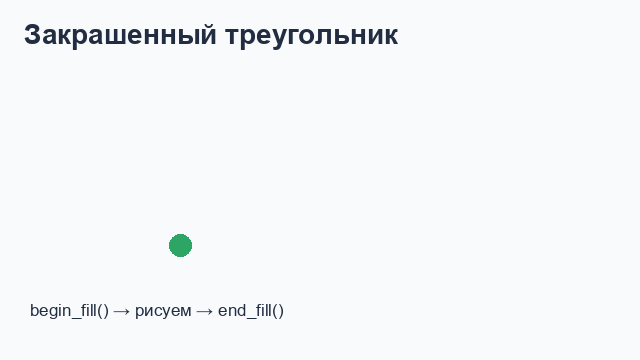 Закрашенный треугольник
begin_fill() → рисуем → end_fill()